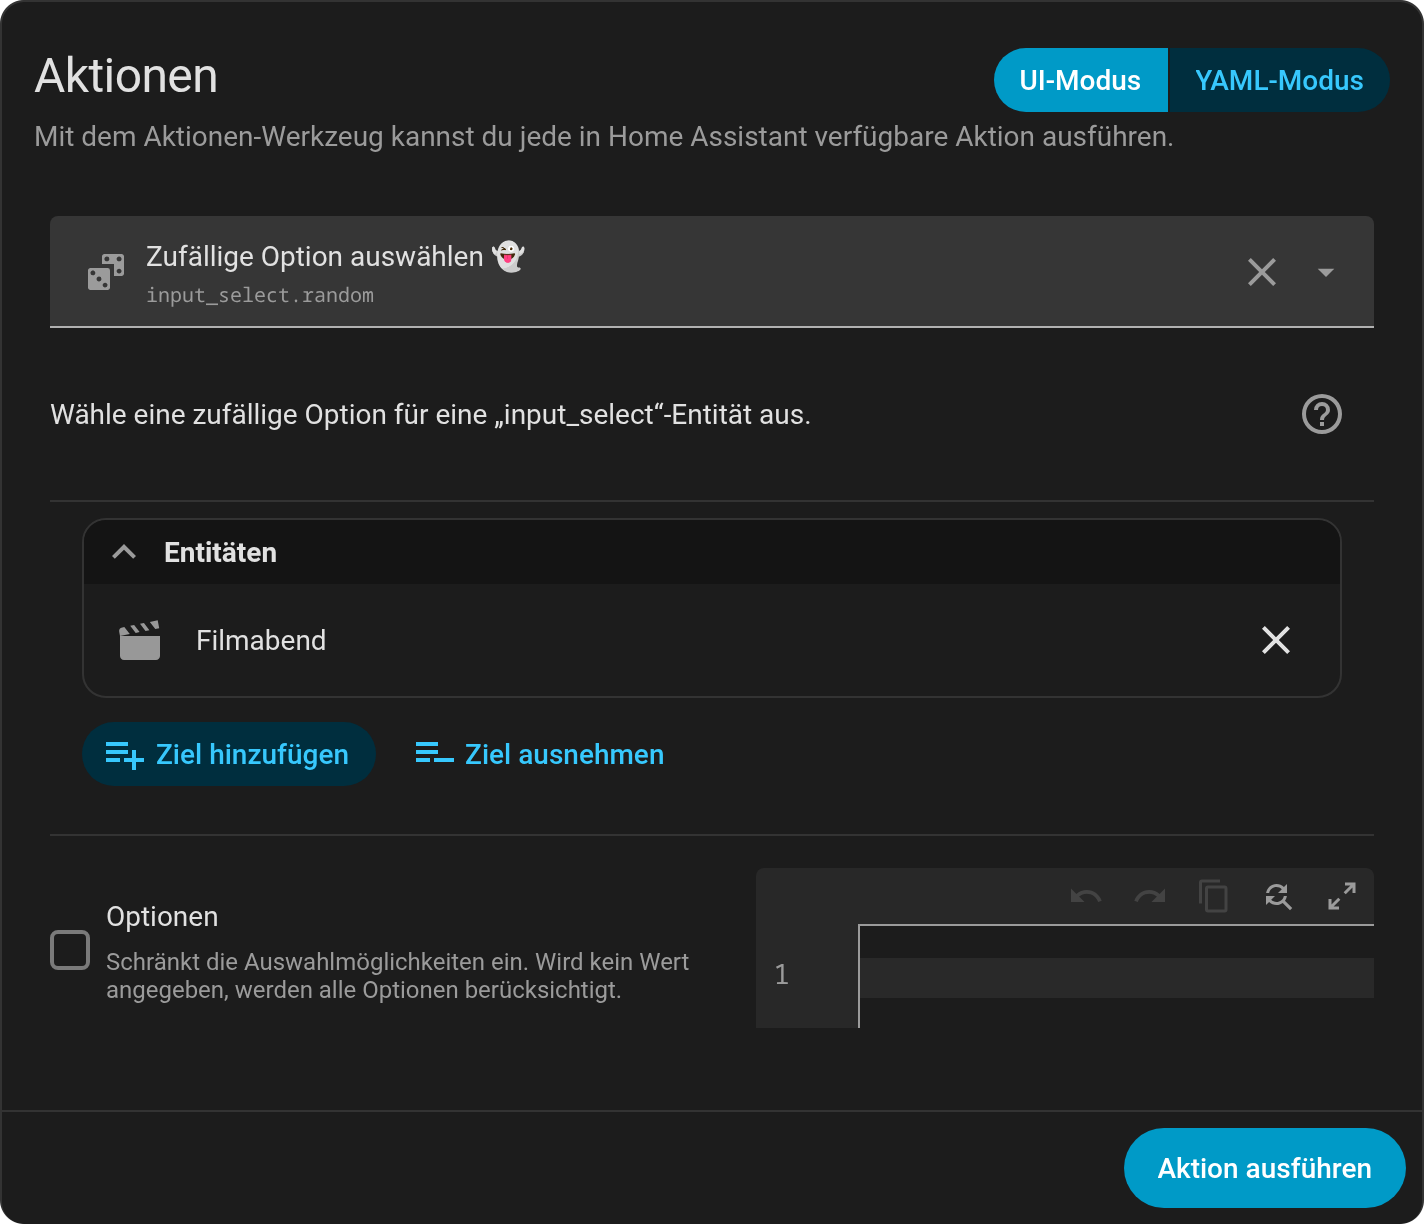 Aktionen
UI-Modus
YAML-Modus
Mit dem Aktionen-Werkzeug kannst du jede in Home Assistant verfügbare Aktion ausführen.
Zufällige Option auswählen 👻
input_select.random
Wähle eine zufällige Option für eine „input_select“-Entität aus.
Entitäten
Filmabend
Ziel hinzufügen
Ziel ausnehmen
Optionen
Schränkt die Auswahlmöglichkeiten ein. Wird kein Wert
angegeben, werden alle Optionen berücksichtigt.
1
Aktion ausführen